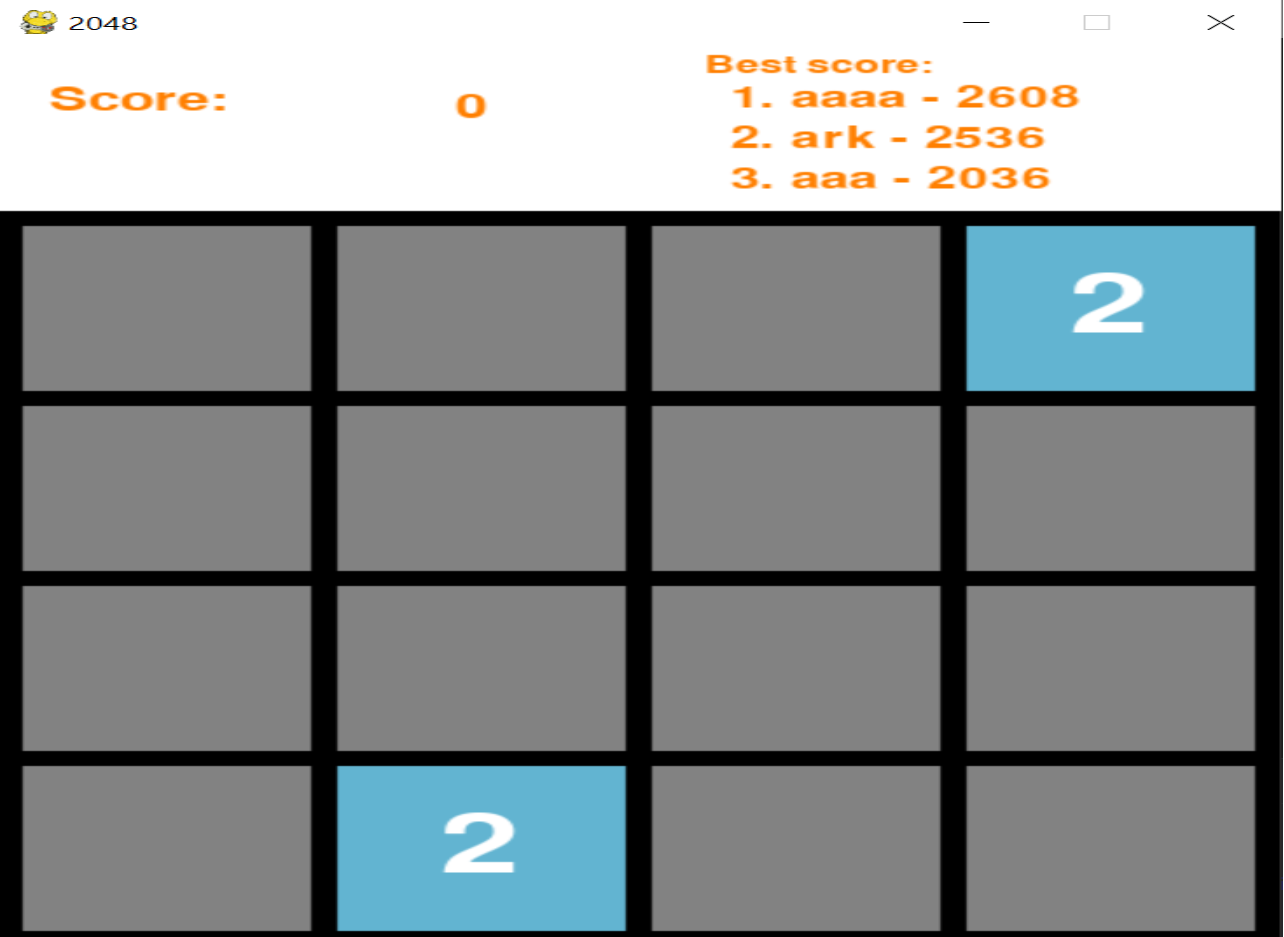 2048
Score: 0
Best score:
1. aaaa - 2608
2. ark - 2536
3. aaa - 2036
2
2